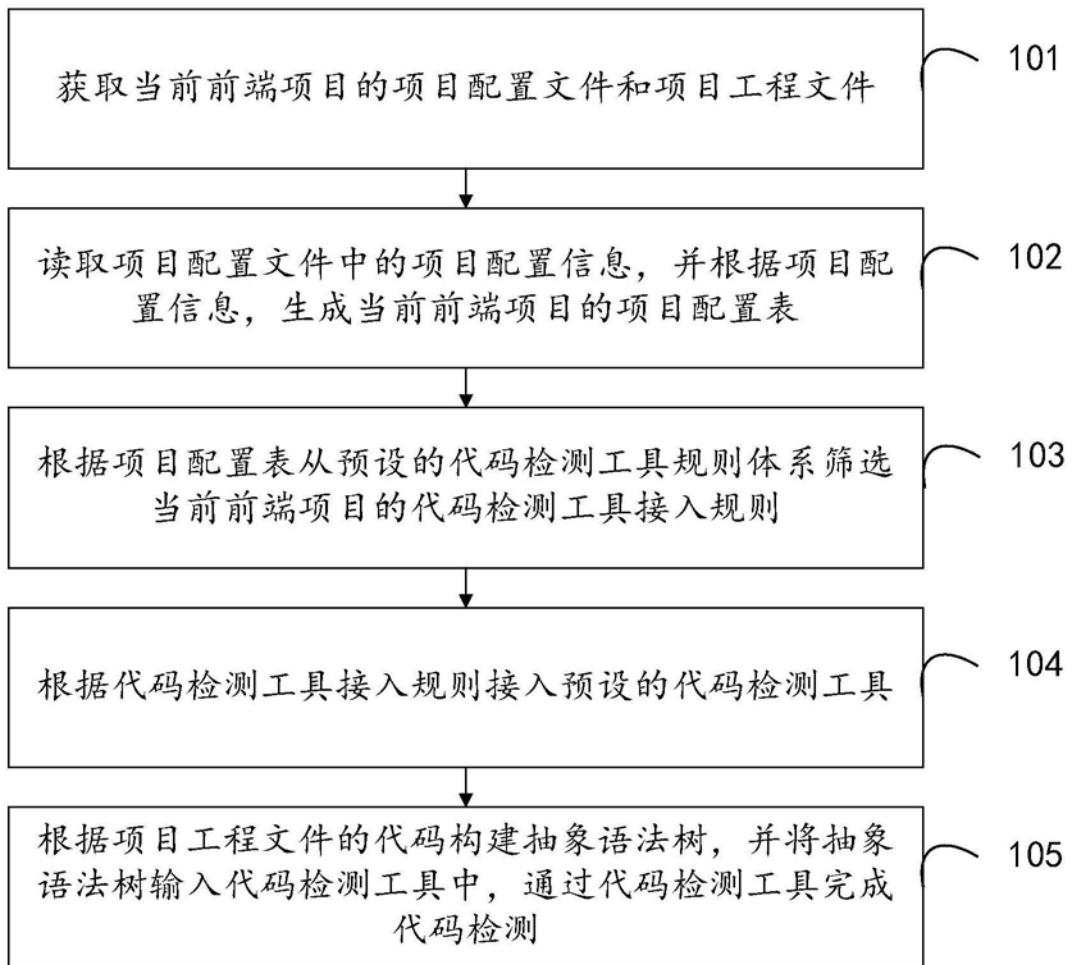 获取当前前端项目的项目配置文件和项目工程文件
101
读取项目配置文件中的项目配置信息，并根据项目配
置信息，生成当前前端项目的项目配置表
102
根据项目配置表从预设的代码检测工具规则体系筛选
当前前端项目的代码检测工具接入规则
103
根据代码检测工具接入规则接入预设的代码检测工具
104
根据项目工程文件的代码构建抽象语法树，并将抽象
语法树输入代码检测工具中，通过代码检测工具完成
代码检测
105